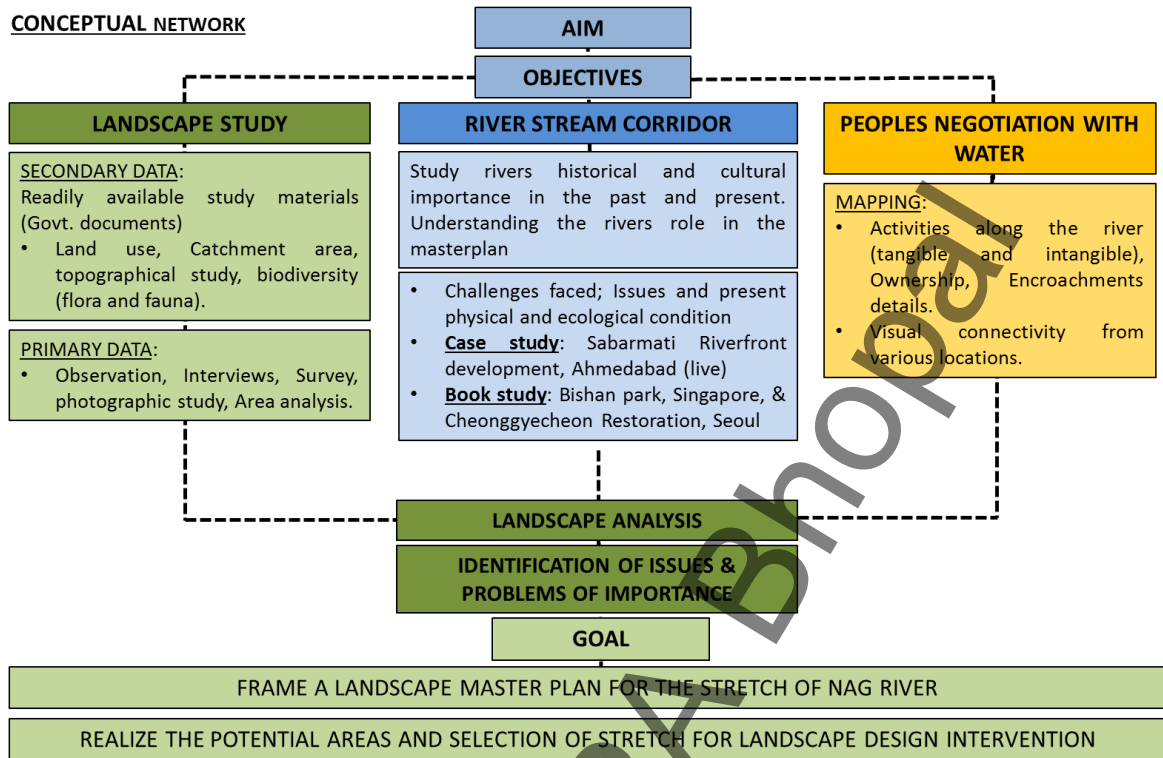 CONCEPTUAL NETWORK
AIM
OBJECTIVES
LANDSCAPE STUDY
SECONDARY DATA:
Readily available study materials
(Govt. documents)
• Land use, Catchment area,
topographical study, biodiversity
(flora and fauna).
PRIMARY DATA:
• Observation, Interviews, Survey,
photographic study, Area analysis.
RIVER STREAM CORRIDOR
Study rivers historical and cultural
importance in the past and present.
Understanding the rivers role in the
masterplan
• Challenges faced; Issues and present
physical and ecological condition
• Case study: Sabarmati Riverfront
development, Ahmedabad (live)
• Book study: Bishan park, Singapore, &
Cheonggyecheon Restoration, Seoul
PEOPLES NEGOTIATION WITH
WATER
MAPPING:
• Activities along the river
(tangible and intangible),
Ownership, Encroachments
details.
• Visual connectivity from
various locations.
LANDSCAPE ANALYSIS
IDENTIFICATION OF ISSUES &
PROBLEMS OF IMPORTANCE
GOAL
FRAME A LANDSCAPE MASTER PLAN FOR THE STRETCH OF NAG RIVER
REALIZE THE POTENTIAL AREAS AND SELECTION OF STRETCH FOR LANDSCAPE DESIGN INTERVENTION
Bhopal